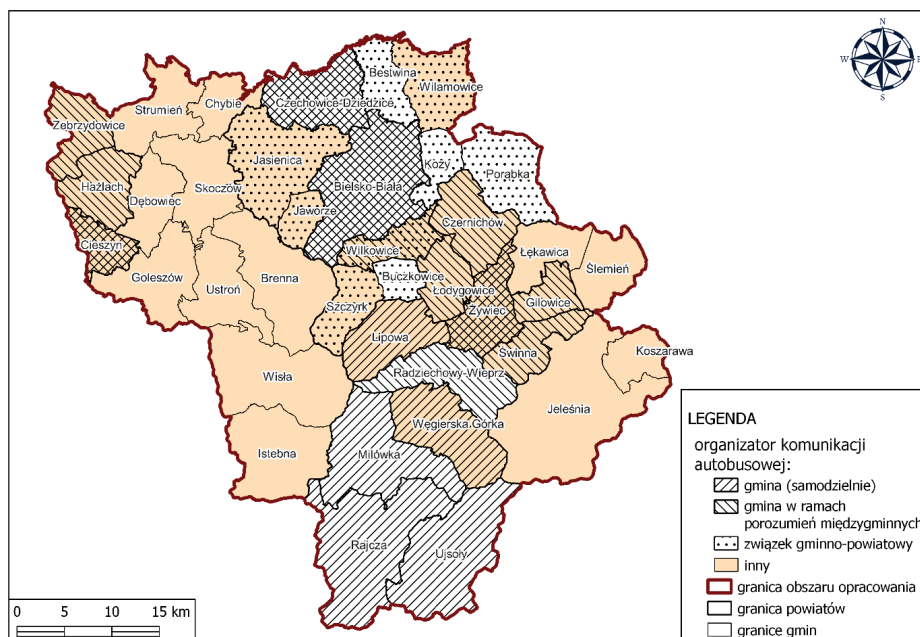 N
W
E
S
Bestwina
Wilamowice
Chybie
Strumień
Czechowice-Dziedzice
Zebrzydowice
Jasienica
Kozy
Porąbka
Hażlach
Skoczów
Dębowiec
Bielsko-Biała
Jaworze
Czernichów
Cieszyn
Wilkowice
Łękawica
Ślemień
Goleszów
Ustroń
Brenna
Buczkowice
Łodygowice
Gilowice
Szczyrk
Żywiec
Lipowa
Świnna
Koszarawa
Radziechowy-Wieprz
Wisła
Jeleśnia
Węgierska Górka
Istebna
Milówka
Rajcza
Ujsoły
LEGENDA
organizator komunikacji
autobusowej:
gmina (samodzielnie)
gmina w ramach
porozumień międzygminnych
związek gminno-powiatowy
inny
granica obszaru opracowania
granica powiatów
granice gmin
0 5 10 15 km